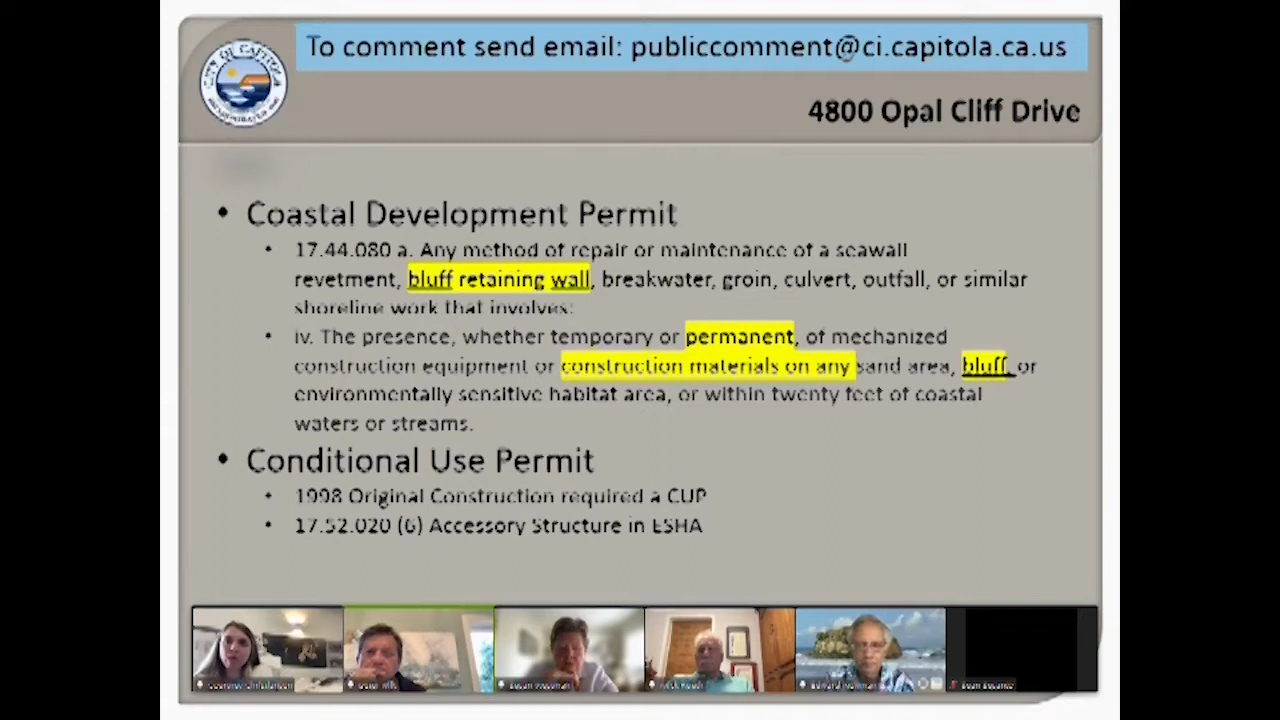 To comment send email: publiccomment@ci.capitola.ca.us
CITY OF CAPITOLA
4800 Opal Cliff Drive
• Coastal Development Permit
• 17.44.080 a. Any method of repair or maintenance of a seawall
revetment, bluff retaining wall, breakwater, groin, culvert, outfall, or similar
shoreline work that involves:
• iv. The presence, whether temporary or permanent, of mechanized
construction equipment or construction materials on any sand area, bluff, or
environmentally sensitive habitat area, or within twenty feet of coastal
waters or streams.
• Conditional Use Permit
• 1998 Original Construction required a CUP
• 17.52.020 (6) Accessory Structure in ESHA